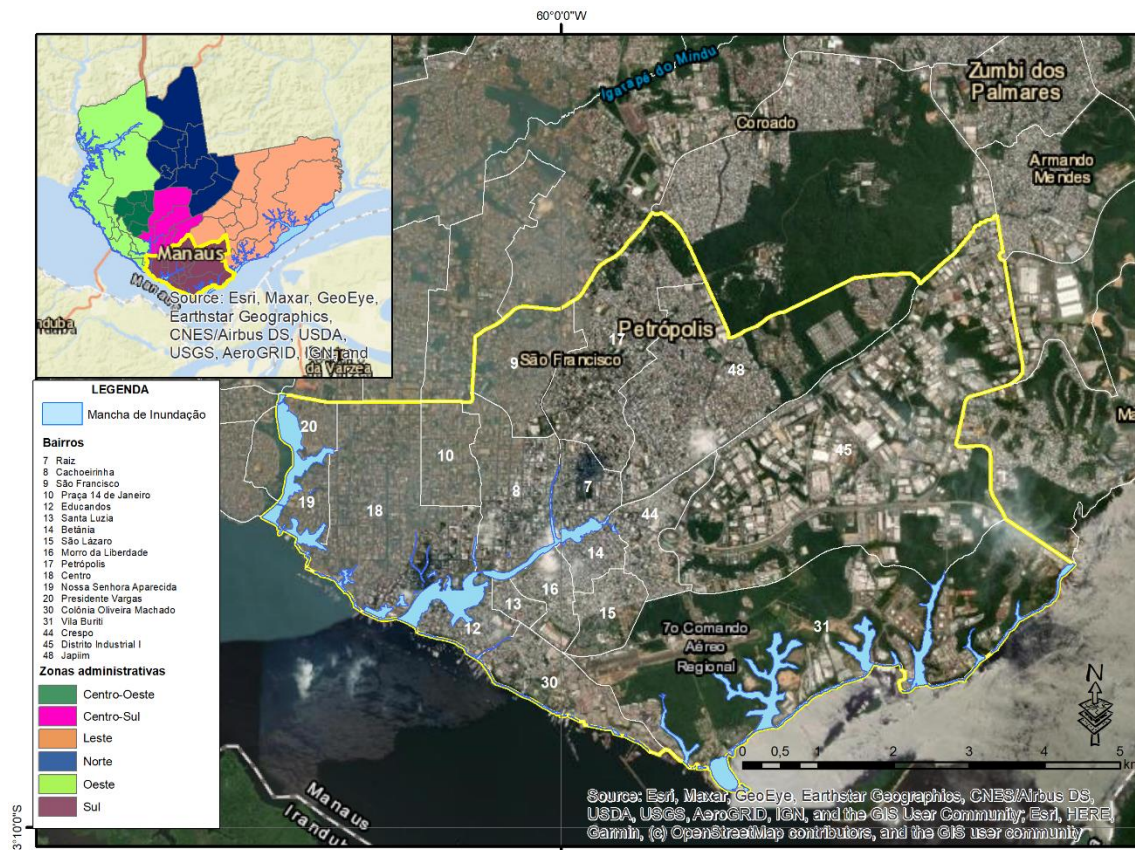 60°0'0"W
Manaus
Manaus
Source: Esri, Maxar, GeoEye,
Earthstar Geographics,
CNES/Airbus DS, USDA,
USGS, AeroGRID, IGN, and
nduba
da Varzea
Igarapé do Mindu
Zumbi dos
Palmares
Coroado
Armando
Mendes
Petrópolis
São Francisco
17
9
48
LEGENDA
Mancha de Inundação
Bairros
7 Raiz
8 Cachoeirinha
9 São Francisco
10 Praça 14 de Janeiro
12 Educandos
13 Santa Luzia
14 Betânia
15 São Lázaro
16 Morro da Liberdade
17 Petrópolis
18 Centro
19 Nossa Senhora Aparecida
20 Presidente Vargas
30 Colônia Oliveira Machado
31 Vila Buriti
44 Crespo
45 Distrito Industrial I
48 Japiim
Zonas administrativas
Centro-Oeste
Centro-Sul
Leste
Norte
Oeste
Sul
20
10
45
8
7
19
18
44
14
16
13
15
12
31
30
7o Comando
Aéreo
Regional
N
0 0,5 1 2 3 4 5
km
Manaus
Irandub
Source: Esri, Maxar, GeoEye, Earthstar Geographics, CNES/Airbus DS,
USDA, USGS, AeroGRID, IGN, and the GIS User Community; Esri, HERE,
Garmin, (c) OpenStreetMap contributors, and the GIS user community
3°10'0"S